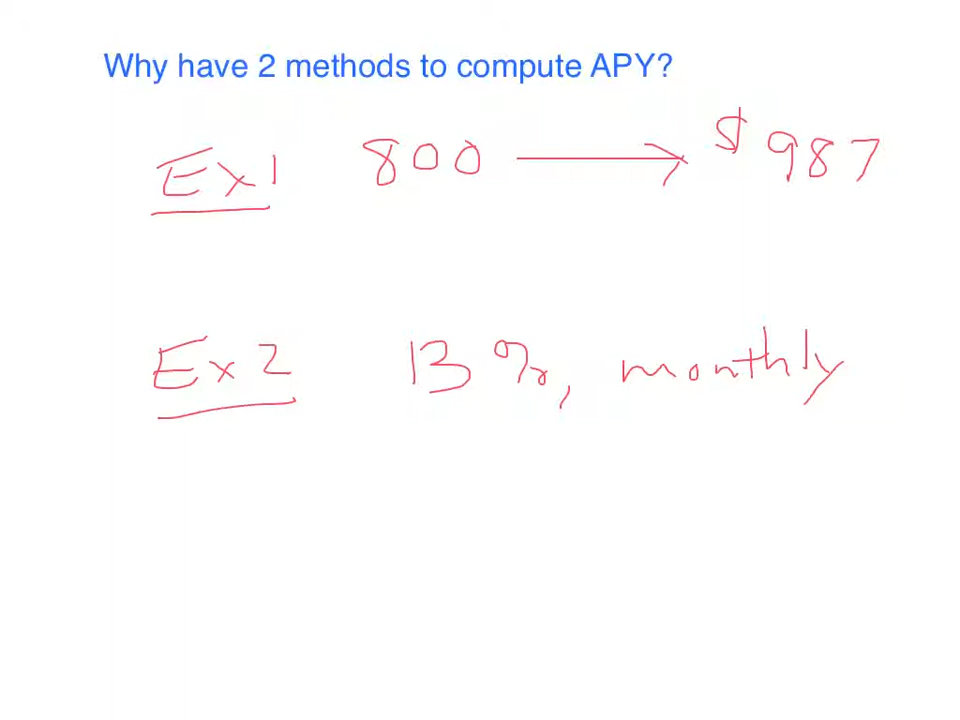 Why have 2 methods to compute APY?
Ex1 800 → $987
Ex2 13%, monthly